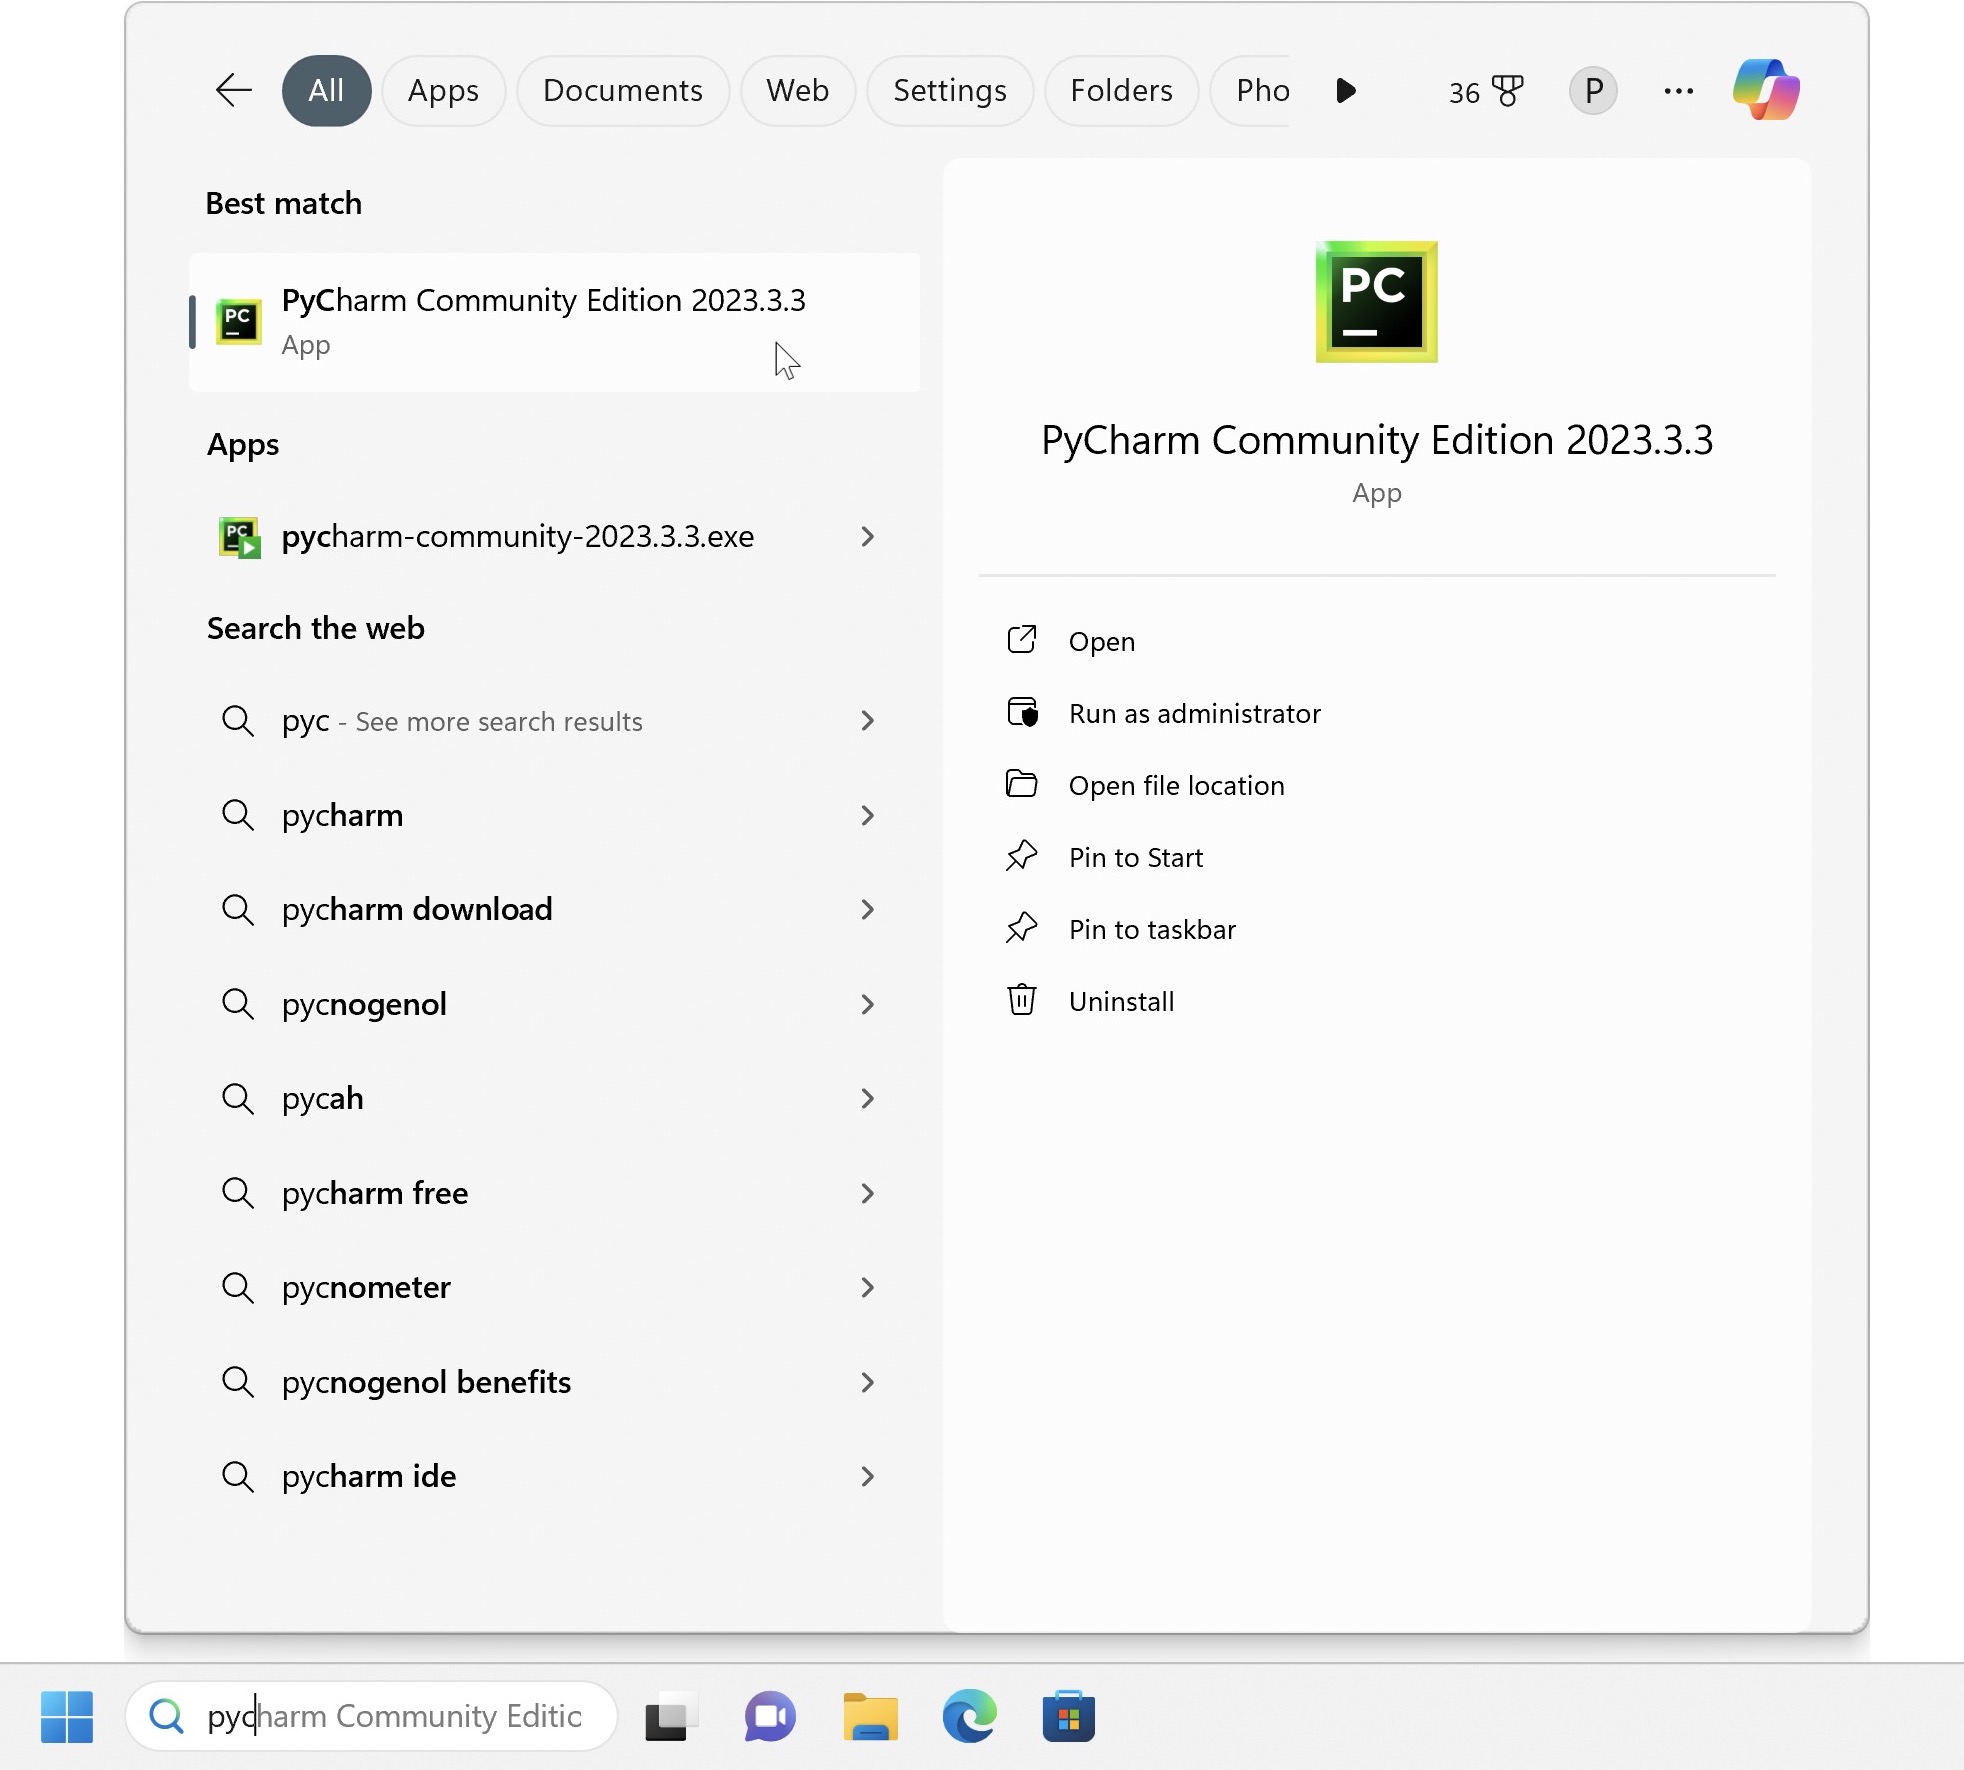 All Apps Documents Web Settings Folders Pho 36 P ...
Best match
PyCharm Community Edition 2023.3.3
App
Apps
pycharm-community-2023.3.3.exe
Search the web
pyc - See more search results
pycharm
pycharm download
pycnogenol
pycah
pycharm free
pycnometer
pycnogenol benefits
pycharm ide
PC
PyCharm Community Edition 2023.3.3
App
Open
Run as administrator
Open file location
Pin to Start
Pin to taskbar
Uninstall
pycharm Community Editic